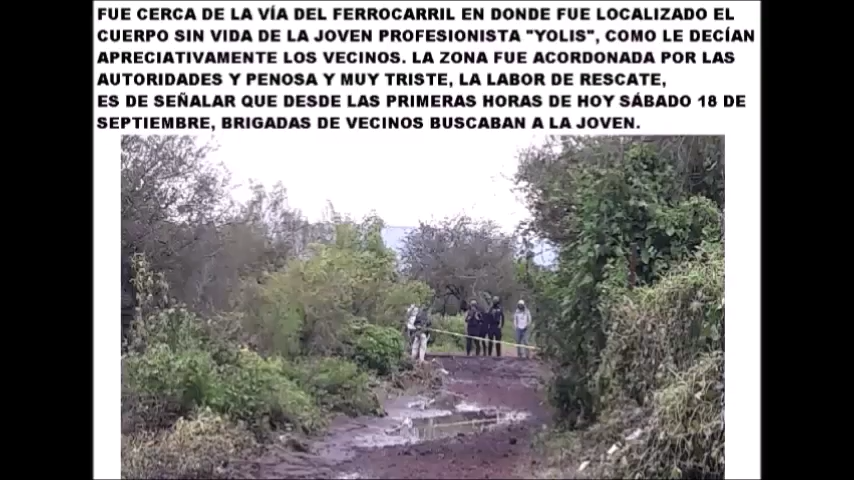 FUE CERCA DE LA VÍA DEL FERROCARRIL EN DONDE FUE LOCALIZADO EL
CUERPO SIN VIDA DE LA JOVEN PROFESIONISTA "YOLIS", COMO LE DECÍAN
APRECIATIVAMENTE LOS VECINOS. LA ZONA FUE ACORDONADA POR LAS
AUTORIDADES Y PENOSA Y MUY TRISTE, LA LABOR DE RESCATE,
ES DE SEÑALAR QUE DESDE LAS PRIMERAS HORAS DE HOY SÁBADO 18 DE
SEPTIEMBRE, BRIGADAS DE VECINOS BUSCABAN A LA JOVEN.